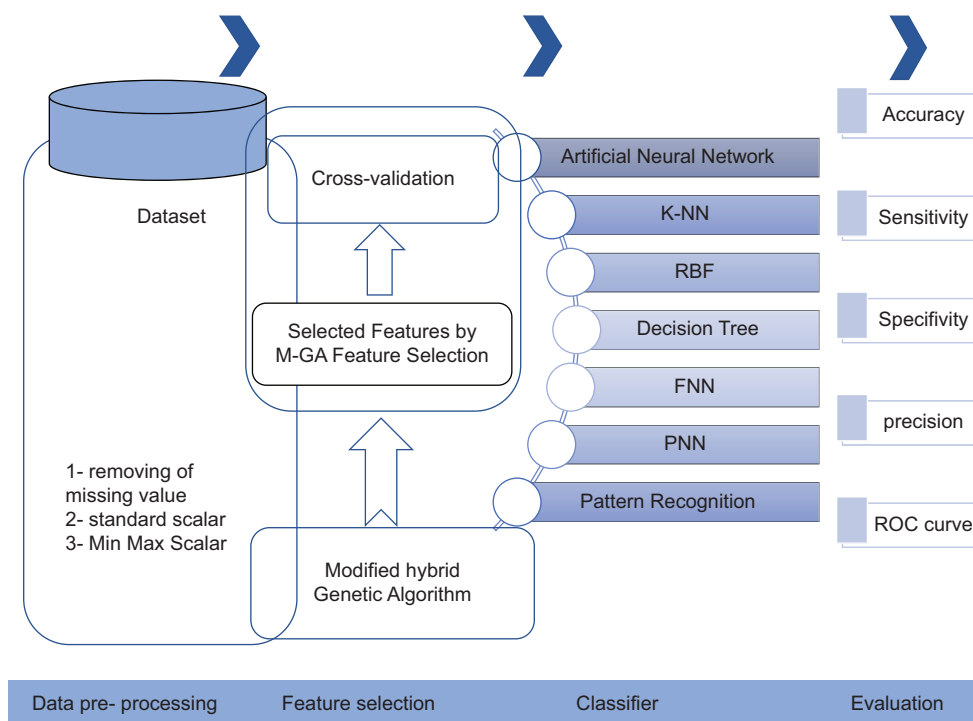 Dataset
1- removing of
missing value
2- standard scalar
3- Min Max Scalar
Cross-validation
Selected Features by
M-GA Feature Selection
Modified hybrid
Genetic Algorithm
Artificial Neural Network
K-NN
RBF
Decision Tree
FNN
PNN
Pattern Recognition
Accuracy
Sensitivity
Specifivity
precision
ROC curve
Data pre- processing
Feature selection
Classifier
Evaluation